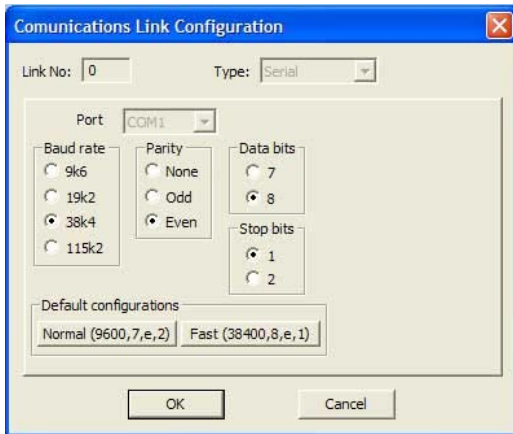 Comunications Link Configuration
Link No: 0 Type: Serial
Port COM1
Baud rate
9k6
19k2
38k4
115k2
Parity
None
Odd
Even
Data bits
7
8
Stop bits
1
2
Default configurations
Normal (9600,7,e,2) Fast (38400,8,e,1)
OK Cancel